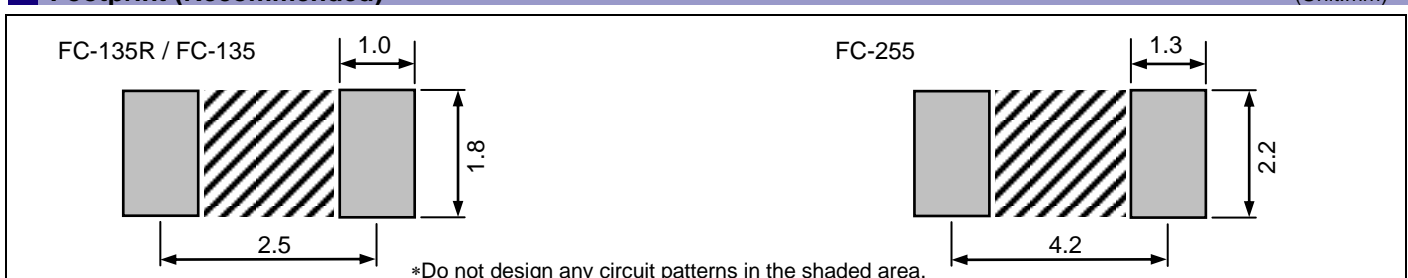 Footprint (Recommended)
(Unit:mm)
FC-135R / FC-135
1.0
1.8
2.5
FC-255
1.3
2.2
4.2
*Do not design any circuit patterns in the shaded area.